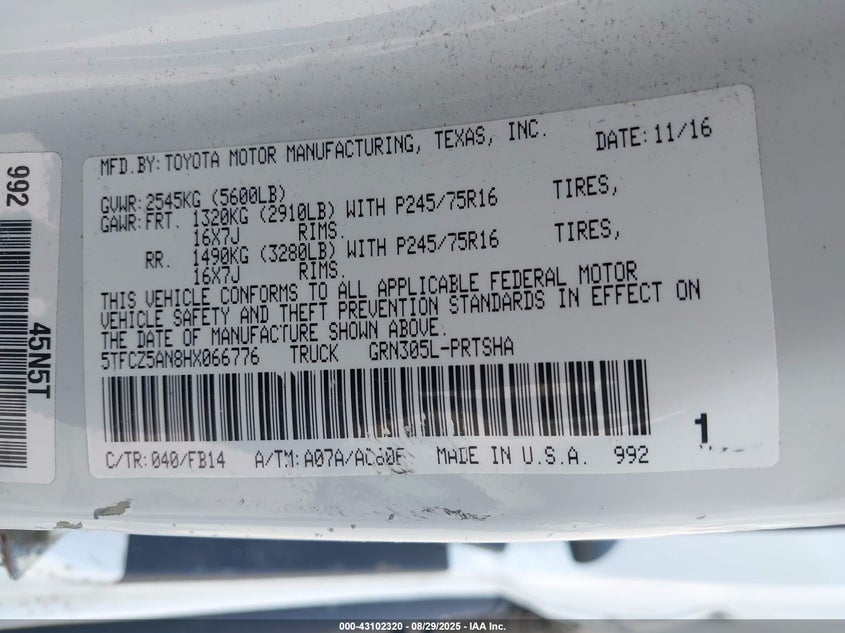 MFD.BY:TOYOTA MOTOR MANUFACTURING, TEXAS, INC. DATE:11/16
GVWR:2545KG (5600LB)
GAWR:FRT. 1320KG (2910LB) WITH P245/75R16 TIRES,
16X7J RIMS.
RR. 1490KG (3280LB) WITH P245/75R16 TIRES,
16X7J RIMS.
THIS VEHICLE CONFORMS TO ALL APPLICABLE FEDERAL MOTOR
VEHICLE SAFETY AND THEFT PREVENTION STANDARDS IN EFFECT ON
THE DATE OF MANUFACTURE SHOWN ABOVE.
5TFCZ5AN8HX066776 TRUCK GRN305L-PRTSHA
C/TR:040/FB14 A/TM:A07A/AC60F MADE IN U.S.A. 992
1
992
45N5T
000-43102320 - 08/29/2025 - IAA Inc.